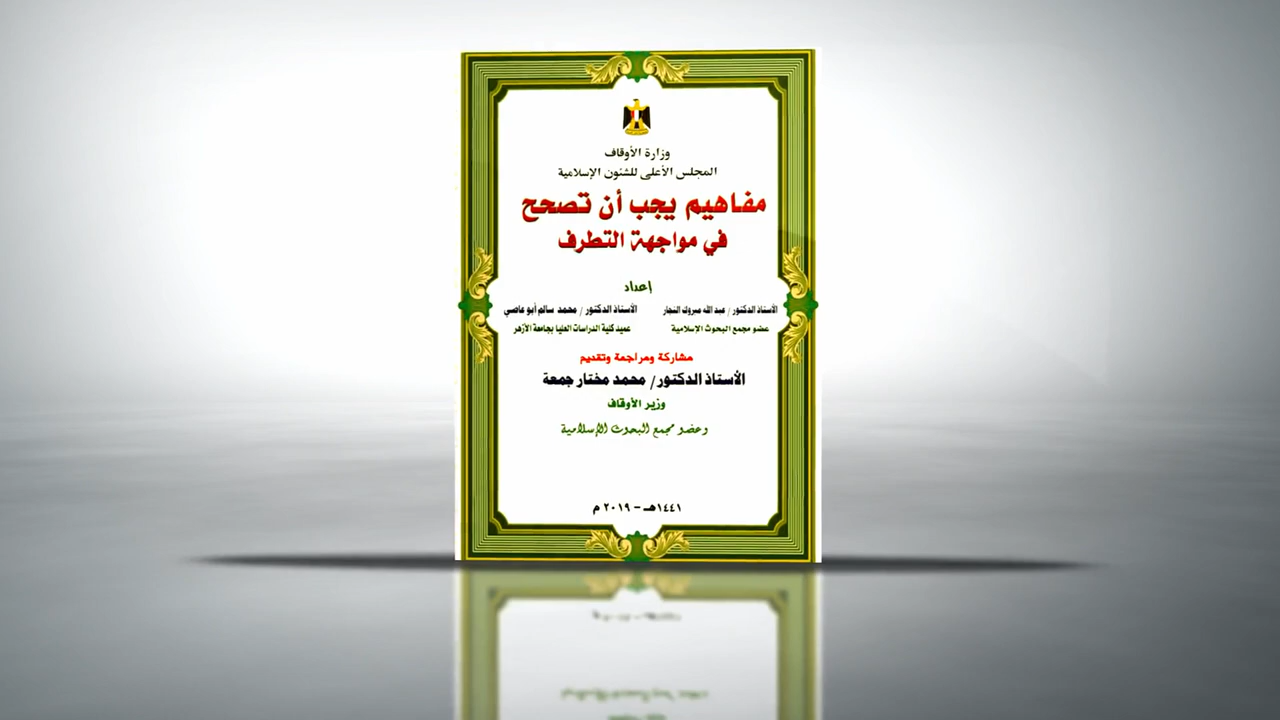 وزارة الأوقاف
المجلس الأعلى للشئون الإسلامية
مفاهيم يجب أن تصحح
في مواجهة التطرف
إعداد
الأستاذ الدكتور / عبد الله مبروك النجار
عضو مجمع البحوث الإسلامية
الأستاذ الدكتور / محمد سالم أبو عاصي
عميد كلية الدراسات العليا بجامعة الأزهر
مشاركة ومراجعة وتقديم
الأستاذ الدكتور / محمد مختار جمعة
وزير الأوقاف
وعضو مجمع البحوث الإسلامية
١٤٤١هـ - ٢٠١٩ م